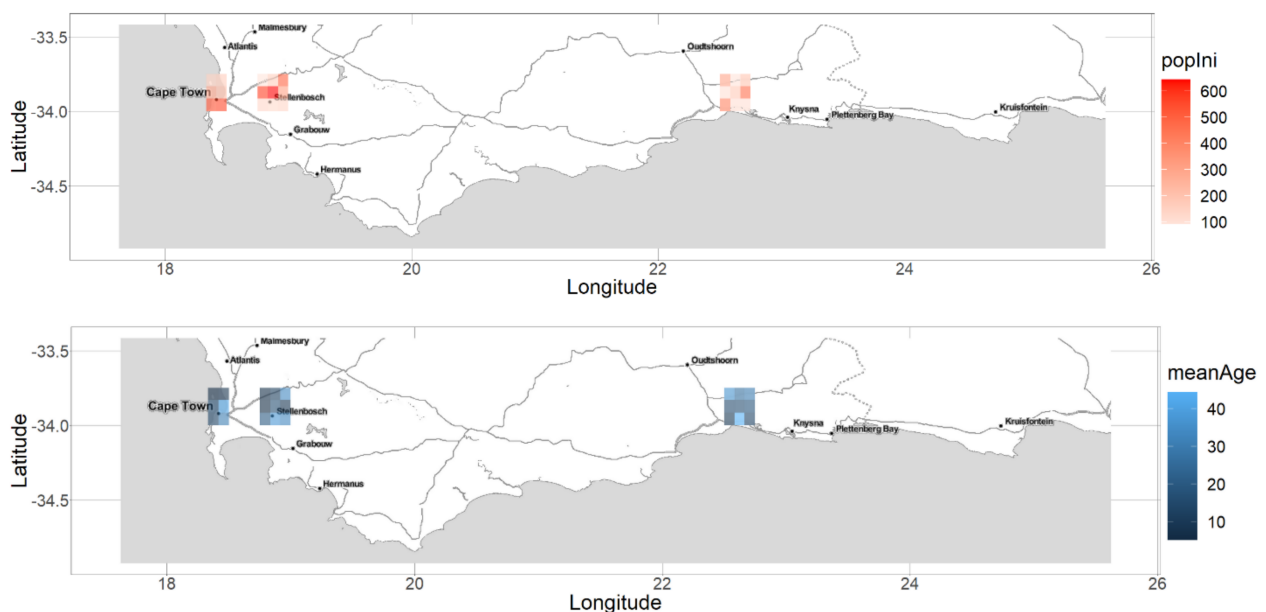 Malmesbury
-33.5
Atlantis
Oudtshoorn
popIni
Cape Town
Stellenbosch
600
Latitude
-34.0
Knysna
Kruisfontein
500
Plettenberg Bay
Grabouw
400
300
Hermanus
-34.5
200
100
18
20
22
24
26
Longitude
Malmesbury
-33.5
Atlantis
Oudtshoorn
meanAge
Cape Town
Stellenbosch
40
Latitude
-34.0
Knysna
Kruisfontein
Plettenberg Bay
30
Grabouw
20
Hermanus
-34.5
10
18
20
22
24
26
Longitude